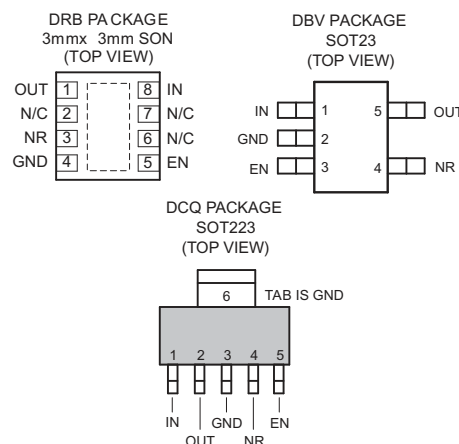 DRB PACKAGE
3mmx 3mm SON
(TOP VIEW)
OUT 1 8 IN
N/C 2 7 N/C
NR 3 6 N/C
GND 4 5 EN
DBV PACKAGE
SOT23
(TOP VIEW)
IN 1 5 OUT
GND 2
EN 3 4 NR
DCQ PACKAGE
SOT223
(TOP VIEW)
6 TAB IS GND
1 2 3 4 5
IN GND EN
OUT NR